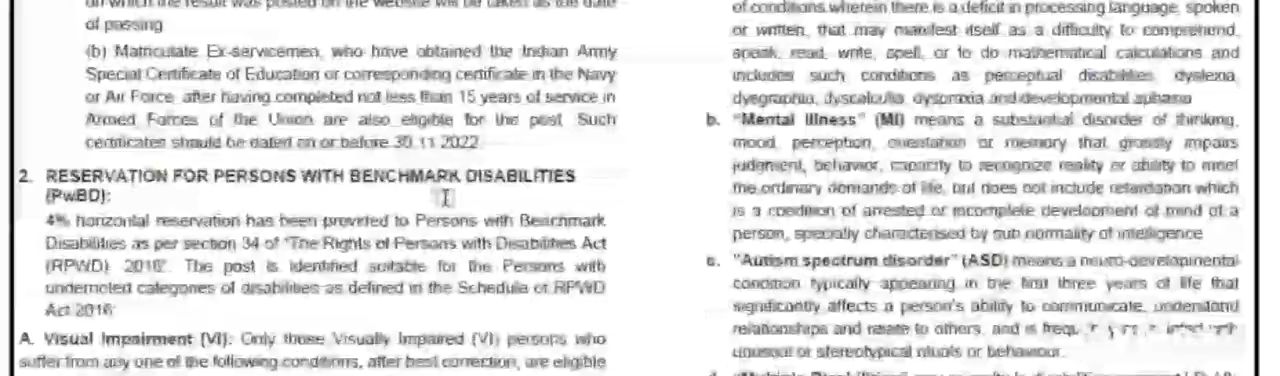 on which the result was posted on the website will be taken as the date
of passing
(b) Matriculate Ex-servicemen, who have obtained the Indian Army
Special Certificate of Education or corresponding certificate in the Navy
or Air Force, after having completed not less than 15 years of service in
Armed Forces of the Union are also eligible for the post. Such
certificates should be dated on or before 30.11.2022
2. RESERVATION FOR PERSONS WITH BENCHMARK DISABILITIES
(PwBD):
4% horizontal reservation has been provided to Persons with Benchmark
Disabilities as per section 34 of "The Rights of Persons with Disabilities Act
(RPWD) 2016". The post is identified suitable for the Persons with
undernoted categories of disabilities as defined in the Schedule of RPWD
Act 2016:
A. Visual Impairment (VI): Only those Visually Impaired (VI) persons who
suffer from any one of the following conditions, after best correction, are eligible
of conditions wherein there is a deficit in processing language, spoken
or written, that may manifest itself as a difficulty to comprehend,
speak, read, write, spell, or to do mathematical calculations and
includes such conditions as perceptual disabilities, dyslexia,
dysgraphia, dyscalculia, dyspraxia and developmental aphasia
b. "Mental Illness" (MI) means a substantial disorder of thinking,
mood, perception, orientation or memory that grossly impairs
judgment, behavior, capacity to recognize reality or ability to meet
the ordinary demands of life, but does not include retardation which
is a condition of arrested or incomplete development of mind of a
person, specially characterised by sub normality of intelligence
c. "Autism spectrum disorder" (ASD) means a neuro-developmental
condition typically appearing in the first three years of life that
significantly affects a person's ability to communicate, understand
relationships and relate to others, and is
unusual or stereotypical rituals or behaviour.